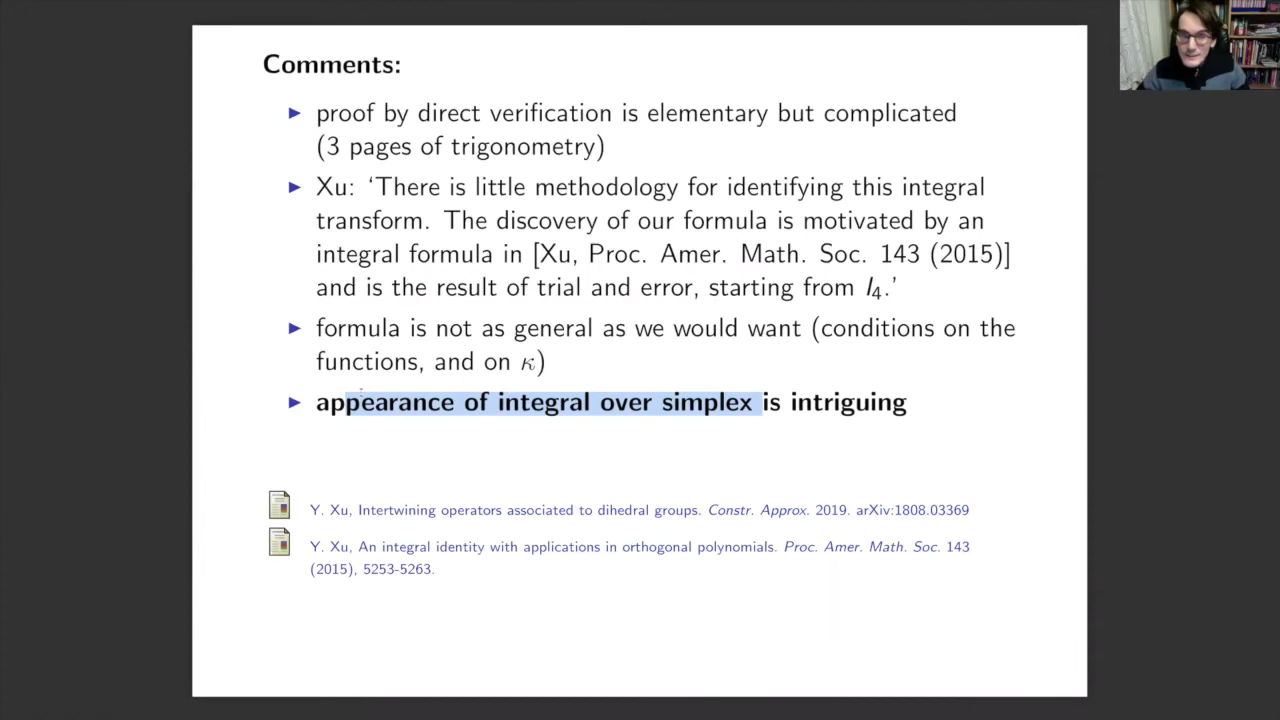 Comments:
▶ proof by direct verification is elementary but complicated
(3 pages of trigonometry)
▶ Xu: ‘There is little methodology for identifying this integral
transform. The discovery of our formula is motivated by an
integral formula in [Xu, Proc. Amer. Math. Soc. 143 (2015)]
and is the result of trial and error, starting from I₄.’
▶ formula is not as general as we would want (conditions on the
functions, and on κ)
▶ appearance of integral over simplex is intriguing
Y. Xu, Intertwining operators associated to dihedral groups. Constr. Approx. 2019. arXiv:1808.03369
Y. Xu, An integral identity with applications in orthogonal polynomials. Proc. Amer. Math. Soc. 143
(2015), 5253-5263.